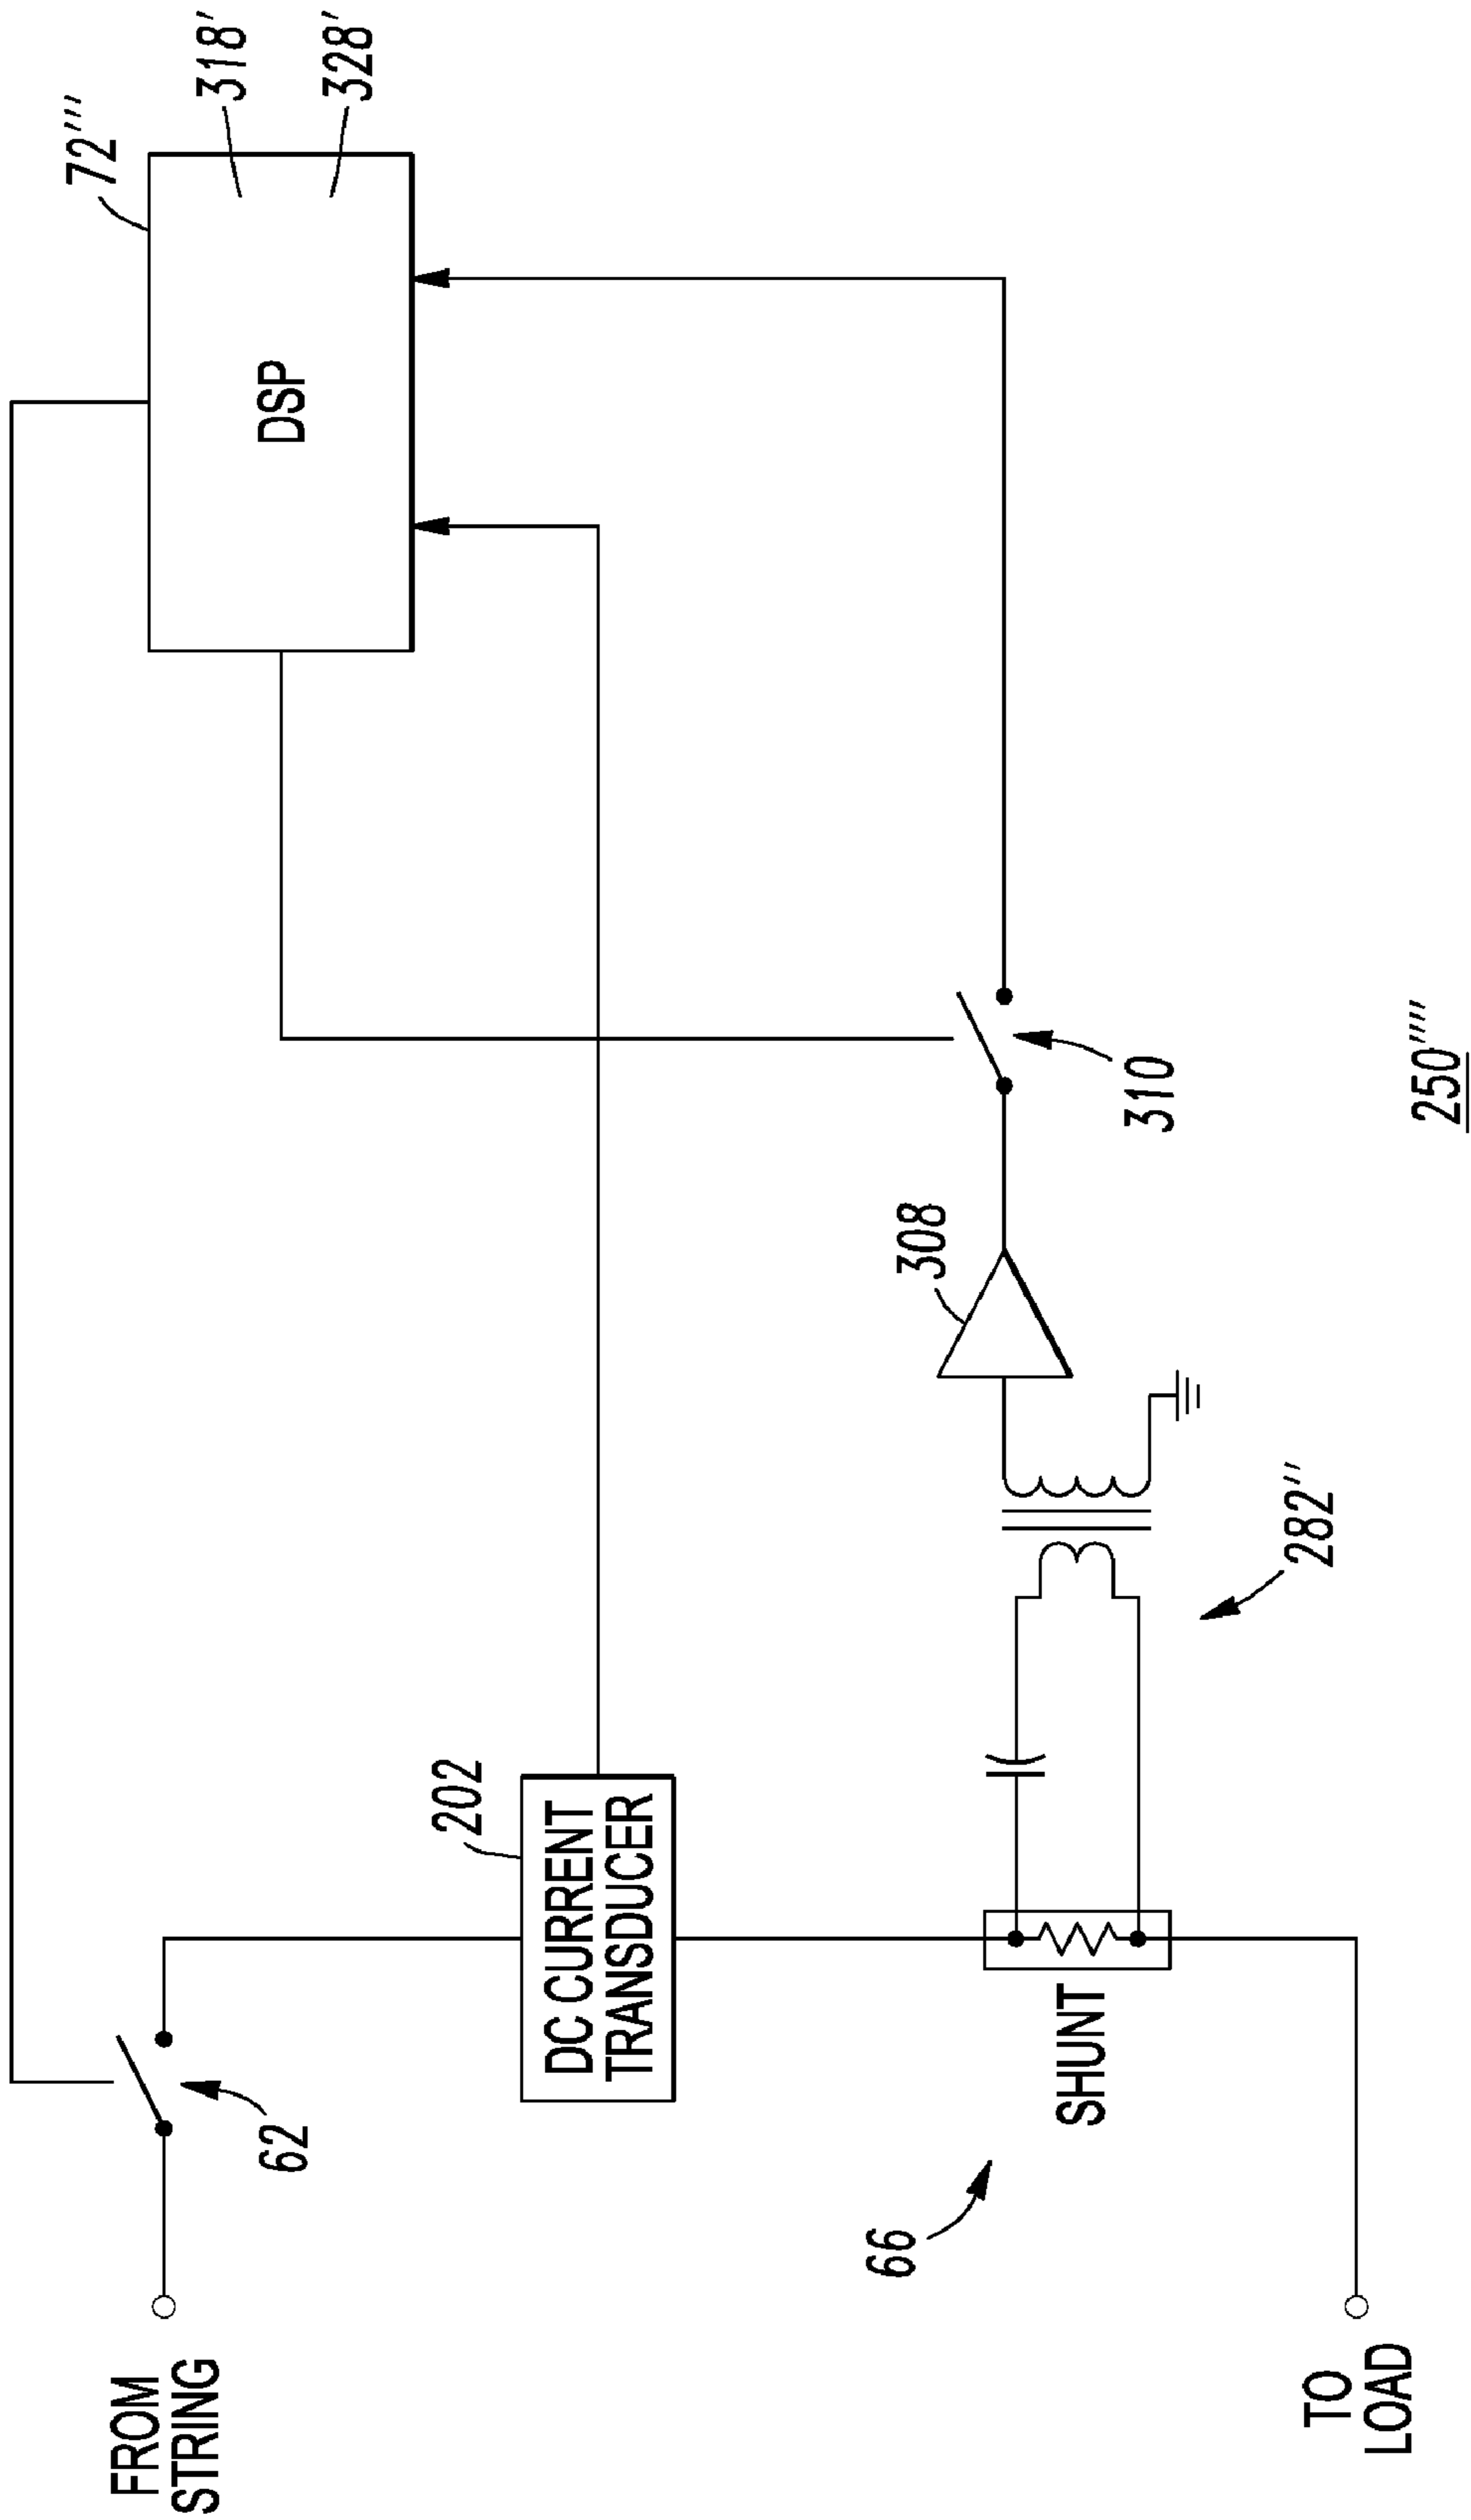 72'''
FROM
STRING
318'
62
DSP
328'
202
DC CURRENT
TRANSDUCER
66
308
SHUNT
310
282''
TO
LOAD
250''''